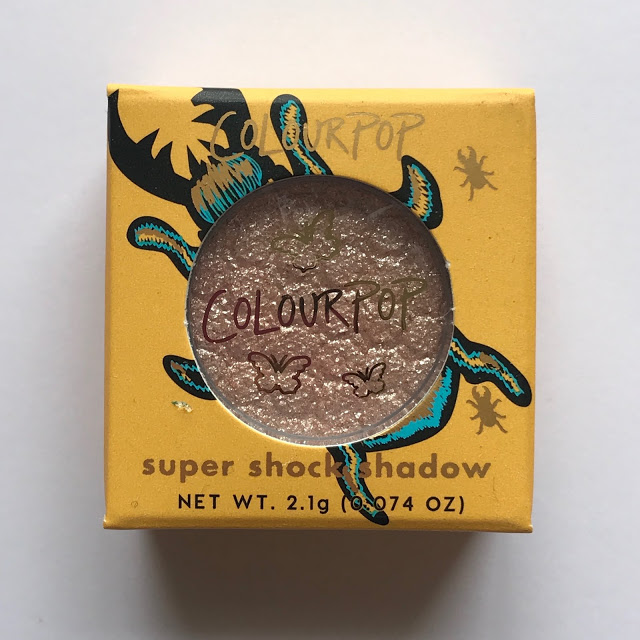 COLOURPOP
COLOURPOP
super shock shadow
NET WT. 2.1g (0.074 OZ)